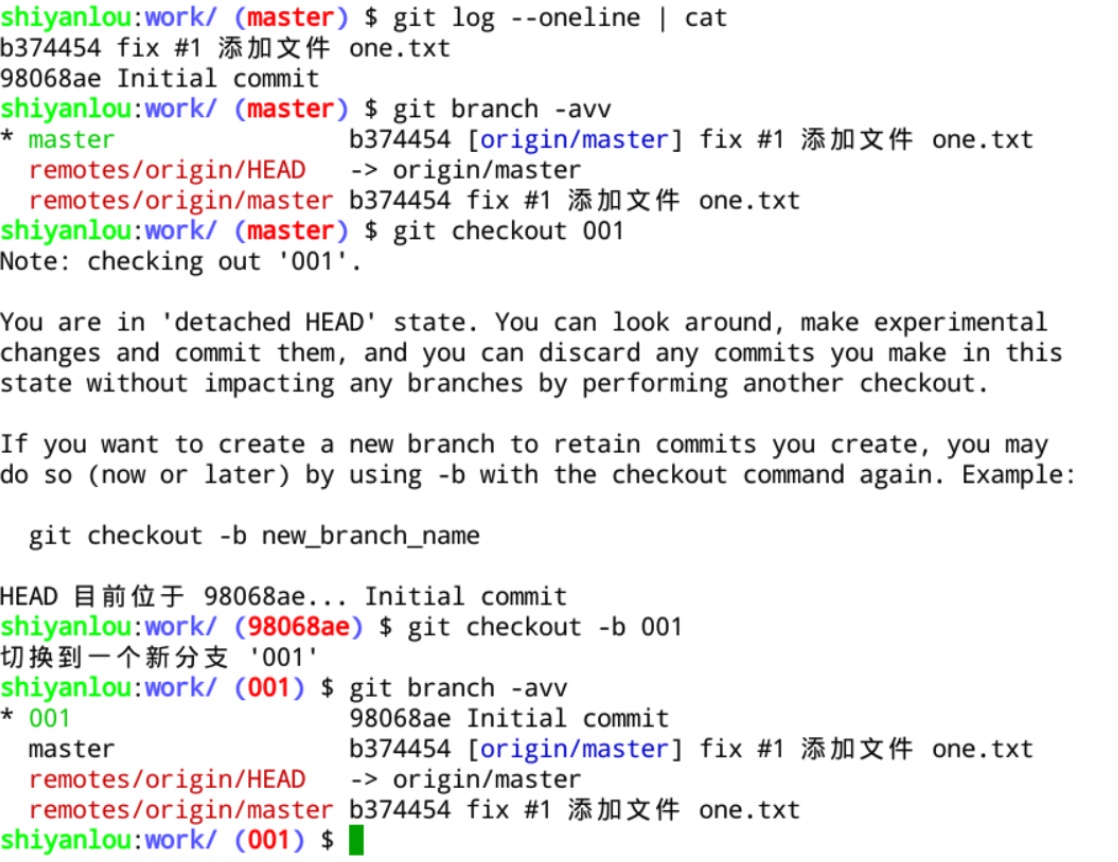 shiyanlou:work/ (master) $ git log --oneline | cat
b374454 fix #1 添加文件 one.txt
98068ae Initial commit
shiyanlou:work/ (master) $ git branch -avv
* master                b374454 [origin/master] fix #1 添加文件 one.txt
  remotes/origin/HEAD   -> origin/master
  remotes/origin/master b374454 fix #1 添加文件 one.txt
shiyanlou:work/ (master) $ git checkout 001
Note: checking out '001'.

You are in 'detached HEAD' state. You can look around, make experimental
changes and commit them, and you can discard any commits you make in this
state without impacting any branches by performing another checkout.

If you want to create a new branch to retain commits you create, you may
do so (now or later) by using -b with the checkout command again. Example:

  git checkout -b new_branch_name

HEAD 目前位于 98068ae... Initial commit
shiyanlou:work/ (98068ae) $ git checkout -b 001
切换到一个新分支 '001'
shiyanlou:work/ (001) $ git branch -avv
* 001                   98068ae Initial commit
  master                b374454 [origin/master] fix #1 添加文件 one.txt
  remotes/origin/HEAD   -> origin/master
  remotes/origin/master b374454 fix #1 添加文件 one.txt
shiyanlou:work/ (001) $